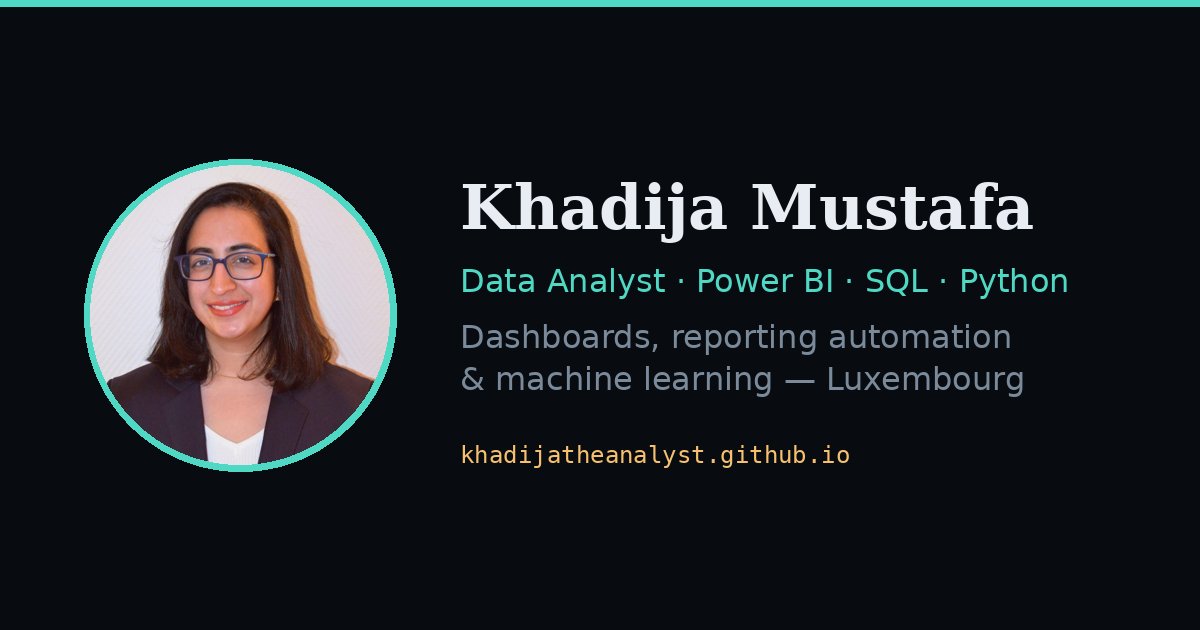 Khadija Mustafa
Data Analyst · Power BI · SQL · Python
Dashboards, reporting automation
& machine learning — Luxembourg
khadijatheanalyst.github.io